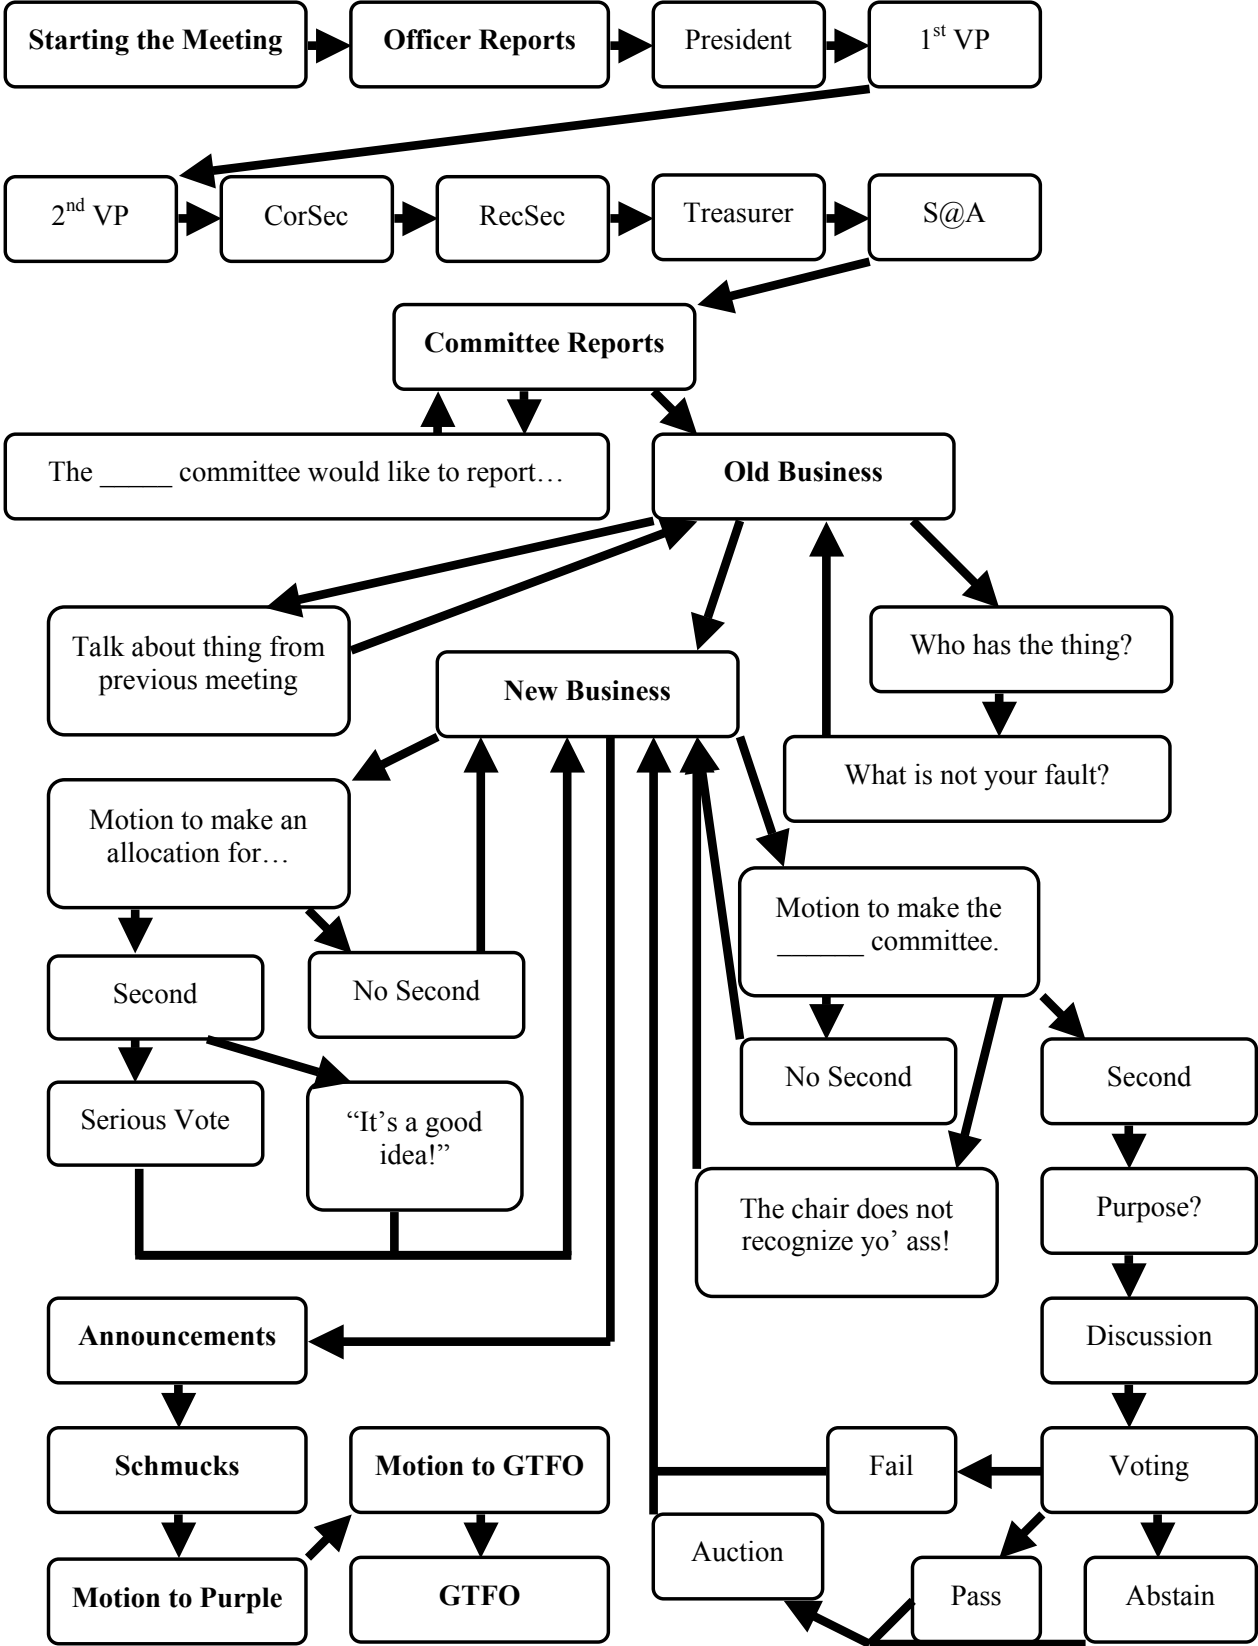 Starting the Meeting
Officer Reports
President
1st VP
2nd VP
CorSec
RecSec
Treasurer
S@A
Committee Reports
The _____ committee would like to report…
Old Business
Talk about thing from
previous meeting
Who has the thing?
New Business
What is not your fault?
Motion to make an
allocation for…
Motion to make the
______ committee.
Second
No Second
No Second
Second
Serious Vote
“It’s a good
idea!”
The chair does not
recognize yo’ ass!
Purpose?
Announcements
Discussion
Schmucks
Motion to GTFO
Fail
Voting
Auction
Motion to Purple
GTFO
Pass
Abstain